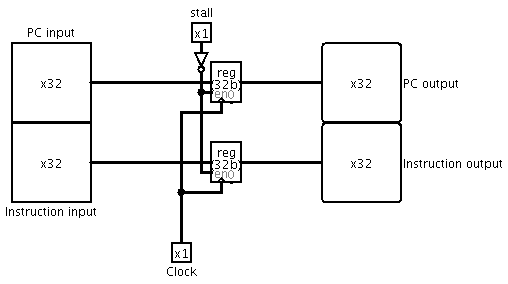 stall
x1
PC input
x32
reg
(32b)
en0
x32
PC output
x32
reg
(32b)
en0
x32
Instruction output
Instruction input
x1
Clock